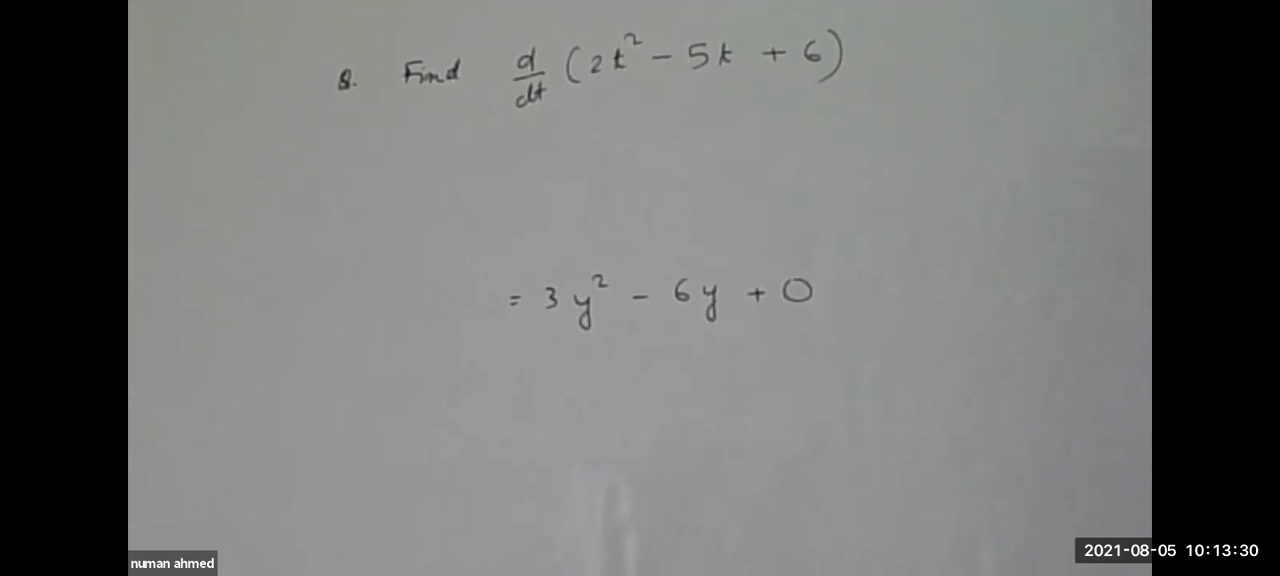 8. Find d/dt (2t² - 5t + 6)
= 3y² - 6y + 0
numan ahmed
2021-08-05 10:13:30